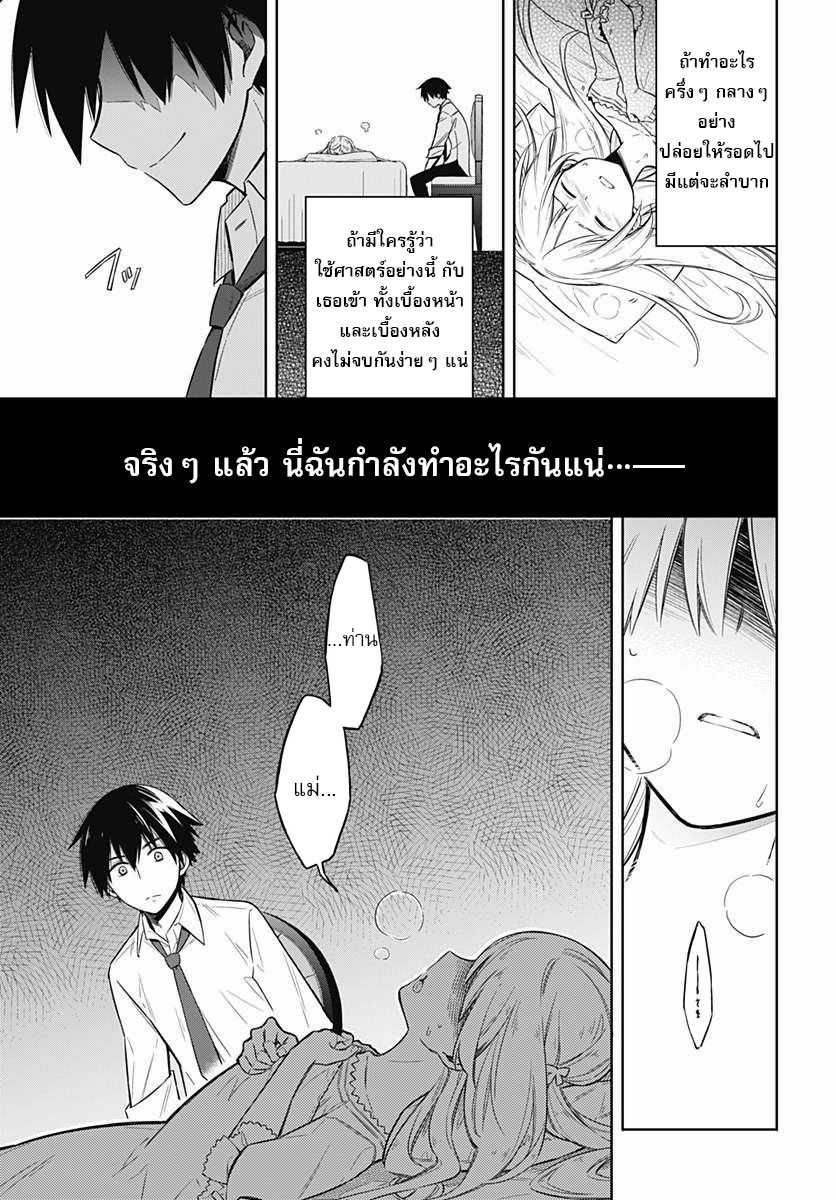 ถ้าทำอะไร
ครึ่งๆ กลางๆ
อย่าง
ปล่อยให้รอดไป
มีแต่จะลำบาก
ถ้ามีใครรู้ว่า
ใช้ศาสตร์อย่างนี้ กับ
เธอเข้า ทั้งเบื้องหน้า
และเบื้องหลัง
คงไม่จบกันง่ายๆ แน่
จริงๆ แล้ว นี่ฉันกำลังทำอะไรกันแน่…——
…ท่าน
แม่…